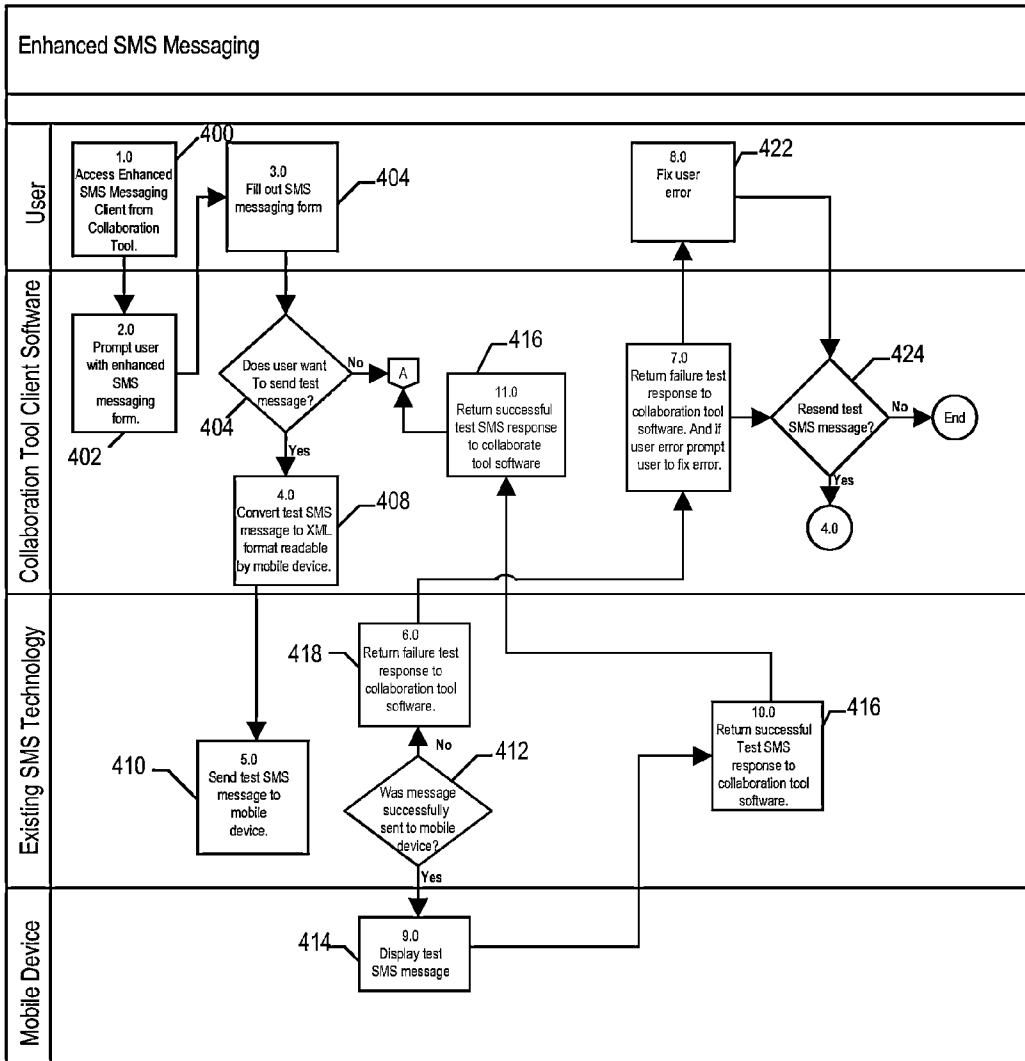 Enhanced SMS Messaging
User
1.0
Access Enhanced
SMS Messaging
Client from
Collaboration
Tool.
400
3.0
Fill out SMS
messaging form
404
8.0
Fix user
error
422
Collaboration Tool Client Software
2.0
Prompt user
with enhanced
SMS
messaging
form.
402
Does user want
To send test
message?
404
No
Yes
A
416
11.0
Return successful
test SMS response
to collaborate
tool software
4.0
Convert test SMS
message to XML
format readable
by mobile device.
408
7.0
Return failure test
response to
collaboration tool
software. And if
user error prompt
user to fix error.
424
Resend test
SMS message?
No
End
Yes
4.0
Existing SMS Technology
410
5.0
Send test SMS
message to
mobile
device.
418
6.0
Return failure test
response to
collaboration tool
software.
No
412
Was message
successfully
sent to mobile
device?
Yes
10.0
Return successful
Test SMS
response to
collaboration tool
software.
416
Mobile Device
414
9.0
Display test
SMS message